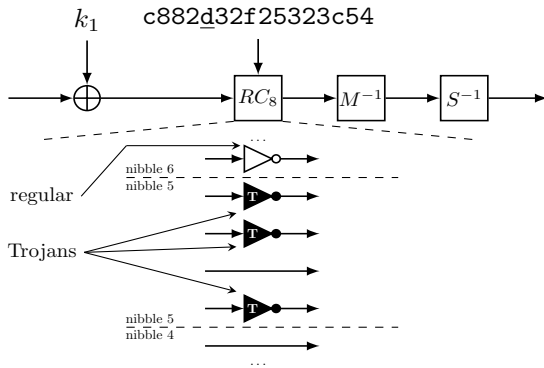 k₁ c882d32f25323c54
RC₈ M⁻¹ S⁻¹
...
nibble 6
nibble 5
regular
T
T
Trojans
T
nibble 5
nibble 4
...